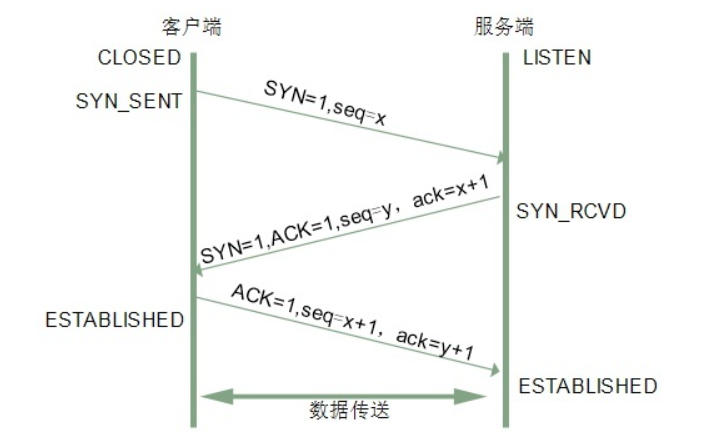 客户端
服务端
CLOSED
LISTEN
SYN_SENT
SYN=1,seq=x
SYN=1,ACK=1,seq=y，ack=x+1
SYN_RCVD
ACK=1,seq=x+1，ack=y+1
ESTABLISHED
ESTABLISHED
数据传送